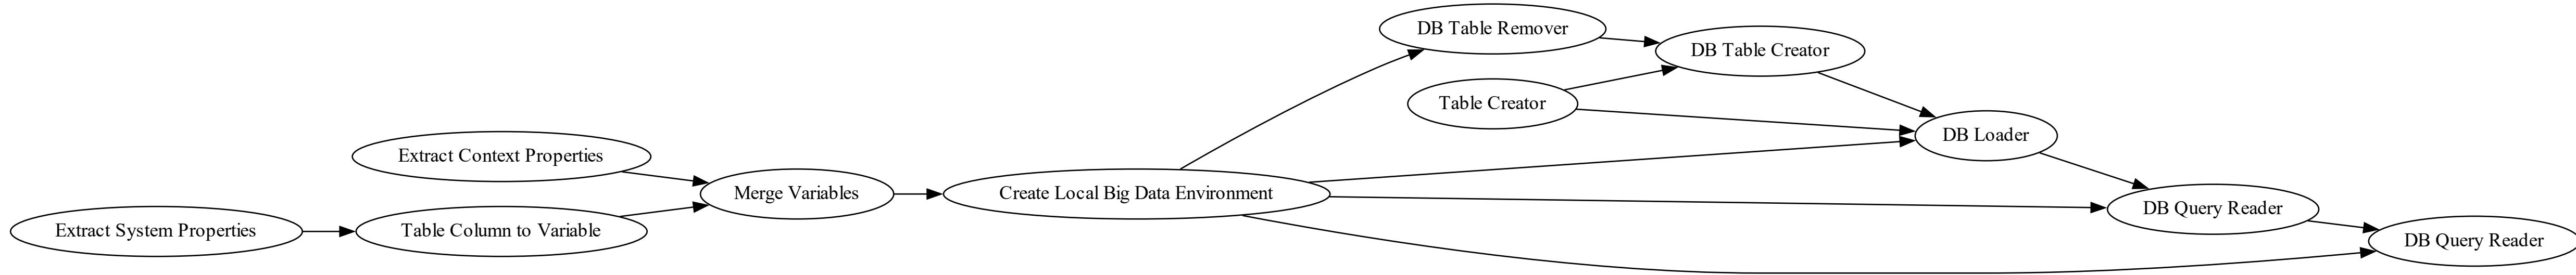 DB Table Remover
DB Table Creator
Table Creator
DB Loader
Extract Context Properties
Merge Variables
Create Local Big Data Environment
DB Query Reader
Extract System Properties
Table Column to Variable
DB Query Reader